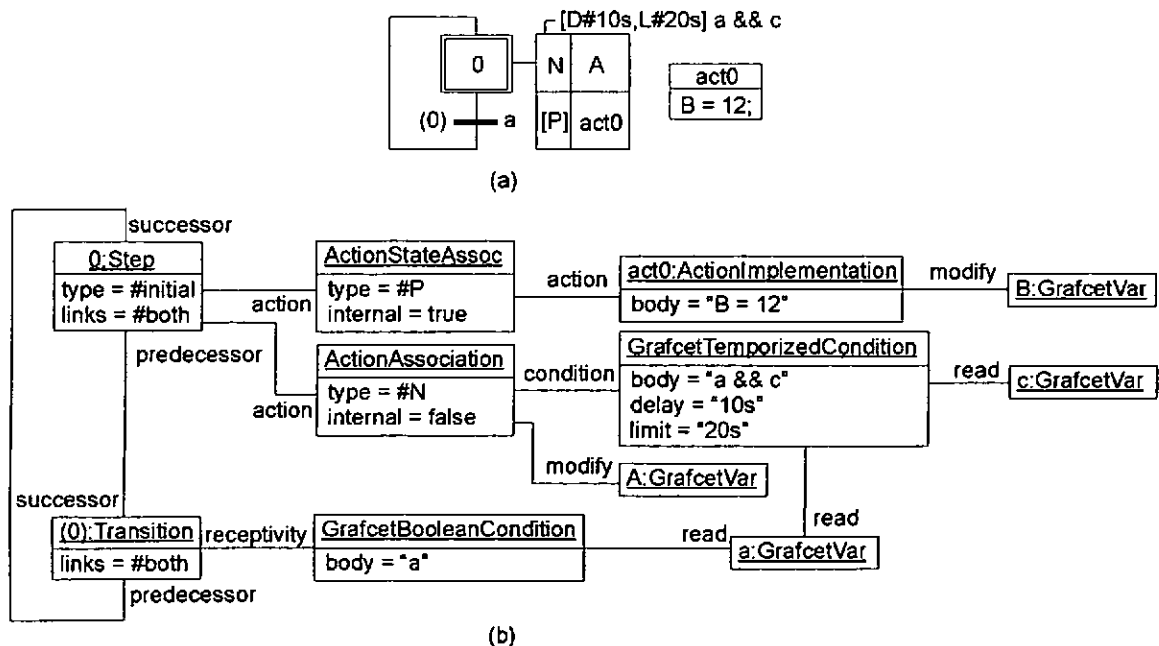 [D#10s,L#20s] a && c
0
N
A
act0
B = 12;
(0)
a
[P]
act0
(a)
successor
0:Step
type = #initial
links = #both
action
ActionStateAssoc
type = #P
internal = true
action
act0:ActionImplementation
body = "B = 12"
modify
B:GrafcetVar
predecessor
action
ActionAssociation
type = #N
internal = false
condition
GrafcetTemporizedCondition
body = "a && c"
delay = "10s"
limit = "20s"
read
c:GrafcetVar
modify
A:GrafcetVar
successor
(0):Transition
links = #both
receptivity
GrafcetBooleanCondition
body = "a"
read
read
a:GrafcetVar
predecessor
(b)